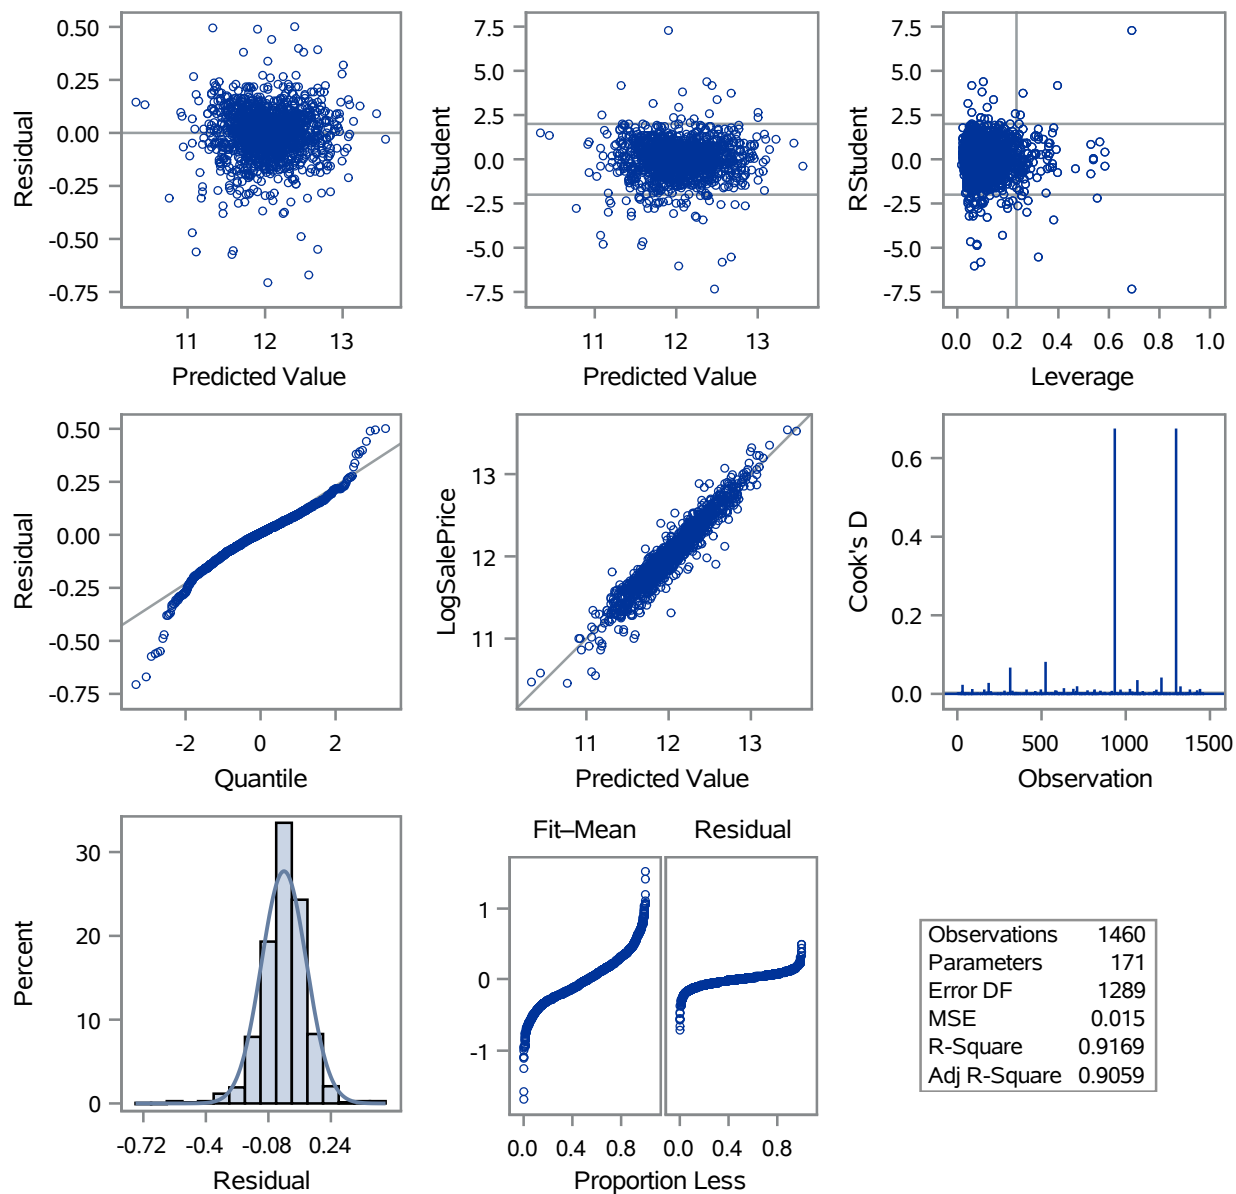 0.50
0.25
0.00
-0.25
-0.50
-0.75
Residual
11 12 13
Predicted Value
7.5
5.0
2.5
0.0
-2.5
-5.0
-7.5
RStudent
11 12 13
Predicted Value
7.5
5.0
2.5
0.0
-2.5
-5.0
-7.5
RStudent
0.0 0.2 0.4 0.6 0.8 1.0
Leverage
0.50
0.25
0.00
-0.25
-0.50
-0.75
Residual
-2 0 2
Quantile
13
12
11
LogSalePrice
11 12 13
Predicted Value
0.6
0.4
0.2
0.0
Cook's D
0 500 1000 1500
Observation
30
20
10
0
Percent
-0.72 -0.4 -0.08 0.24
Residual
Fit–Mean Residual
1
0
-1
0.0 0.4 0.8 0.0 0.4 0.8
Proportion Less
Observations 1460
Parameters 171
Error DF 1289
MSE 0.015
R-Square 0.9169
Adj R-Square 0.9059